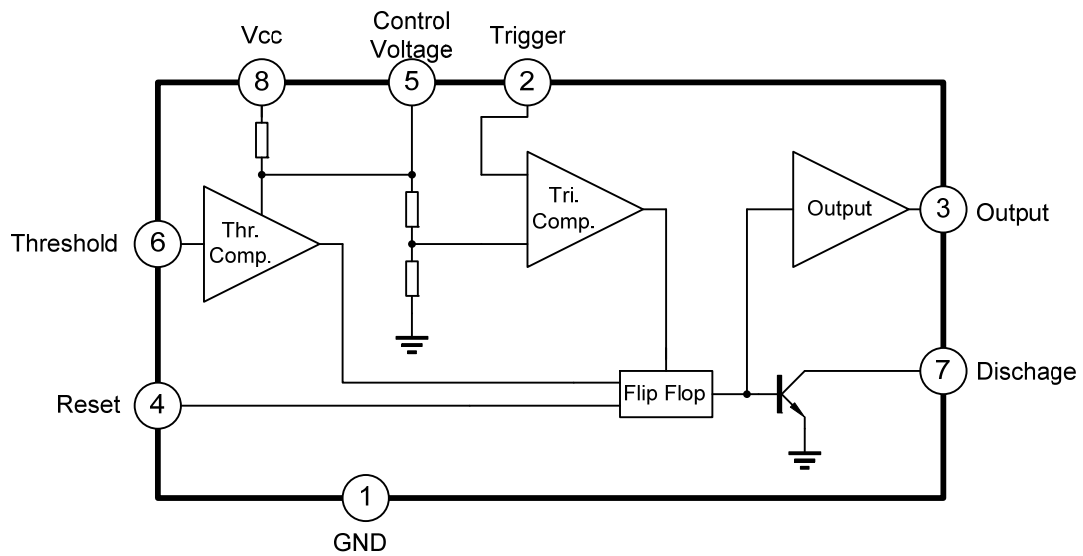 Vcc
Control
Voltage
Trigger
8
5
2
Thr.
Comp.
Tri.
Comp.
Output
3
Output
Threshold
6
Reset
4
Flip Flop
7
Dischage
1
GND